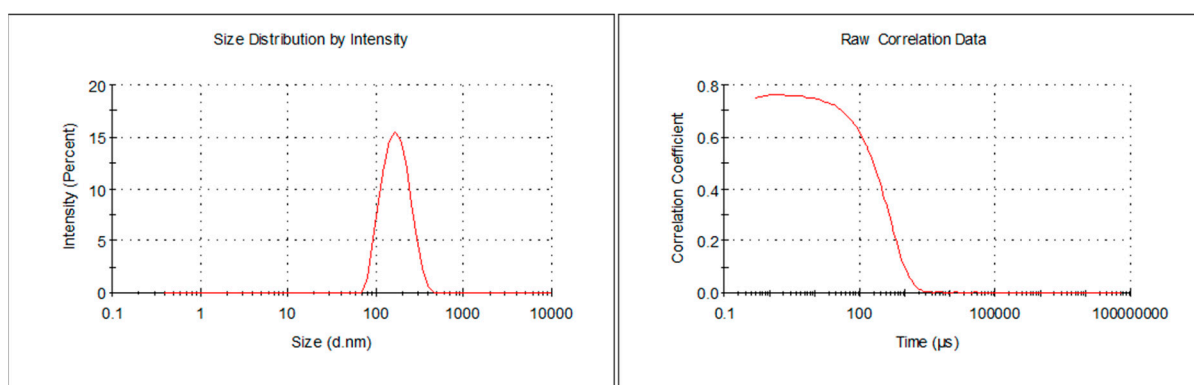 Size Distribution by Intensity
20
15
10
5
0
Intensity (Percent)
0.1 1 10 100 1000 10000
Size (d.nm)
Raw Correlation Data
0.8
0.6
0.4
0.2
0.0
Correlation Coefficient
0.1 100 100000 100000000
Time (µs)